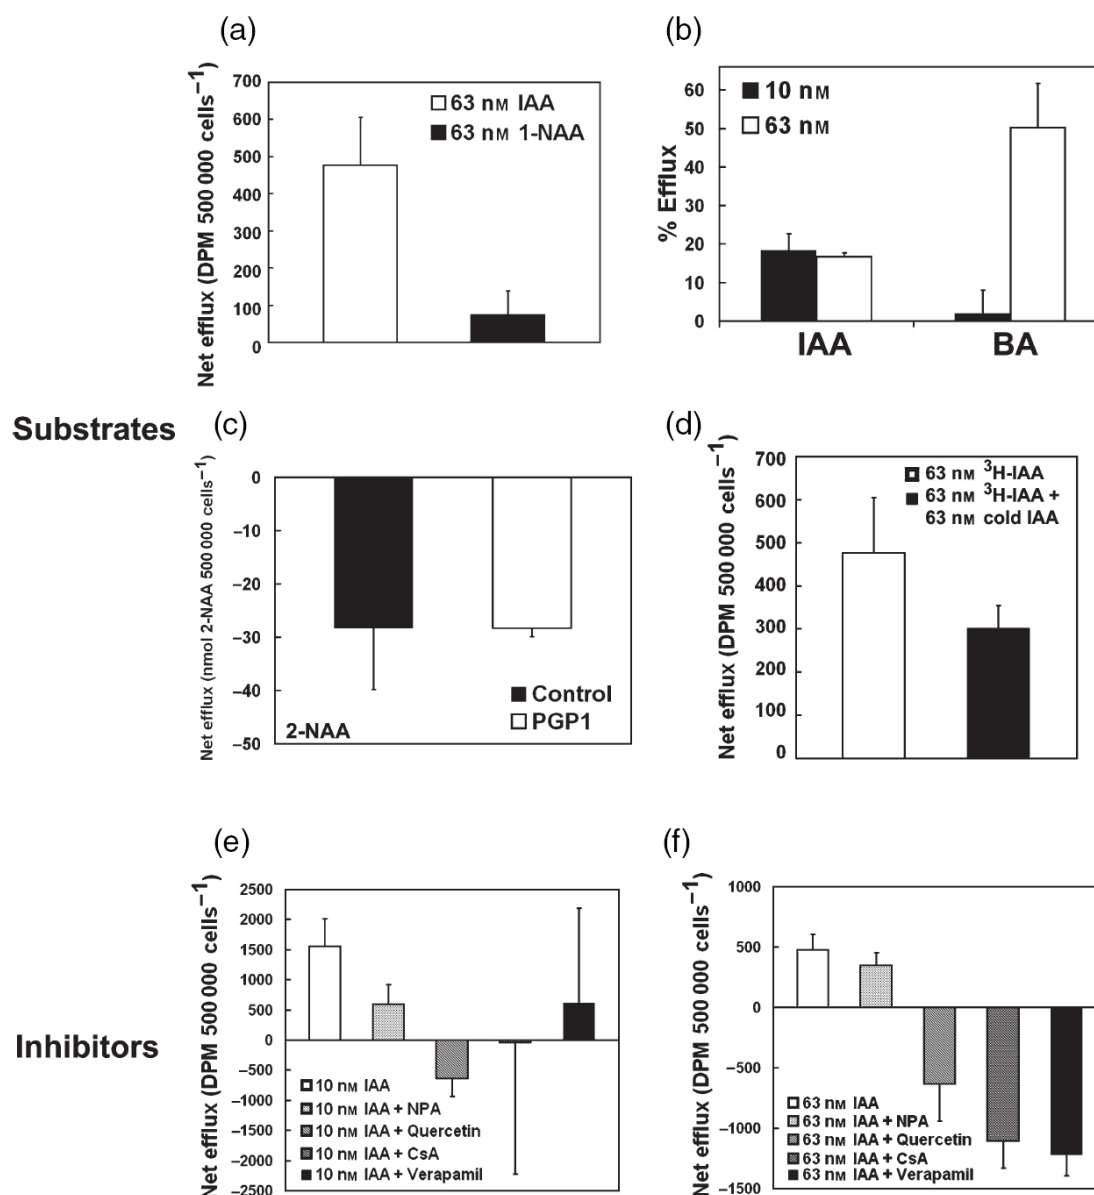 (a)
Net efflux (DPM 500 000 cells⁻¹)
700
600
500
400
300
200
100
0
63 nM IAA
63 nM 1-NAA
(b)
% Efflux
60
50
40
30
20
10
0
10 nM
63 nM
IAA
BA
Substrates
(c)
Net efflux (nmol 2-NAA 500 000 cells⁻¹)
0
−10
−20
−30
−40
−50
Control
PGP1
2-NAA
(d)
Net efflux (DPM 500 000 cells⁻¹)
700
600
500
400
300
200
100
0
63 nM ³H-IAA
63 nM ³H-IAA +
63 nM cold IAA
Inhibitors
(e)
Net efflux (DPM 500 000 cells⁻¹)
2500
2000
1500
1000
500
0
−500
−1000
−1500
−2000
−2500
10 nM IAA
10 nM IAA + NPA
10 nM IAA + Quercetin
10 nM IAA + CsA
10 nM IAA + Verapamil
(f)
Net efflux (DPM 500 000 cells⁻¹)
1000
500
0
−500
−1000
−1500
63 nM IAA
63 nM IAA + NPA
63 nM IAA + Quercetin
63 nM IAA + CsA
63 nM IAA + Verapamil